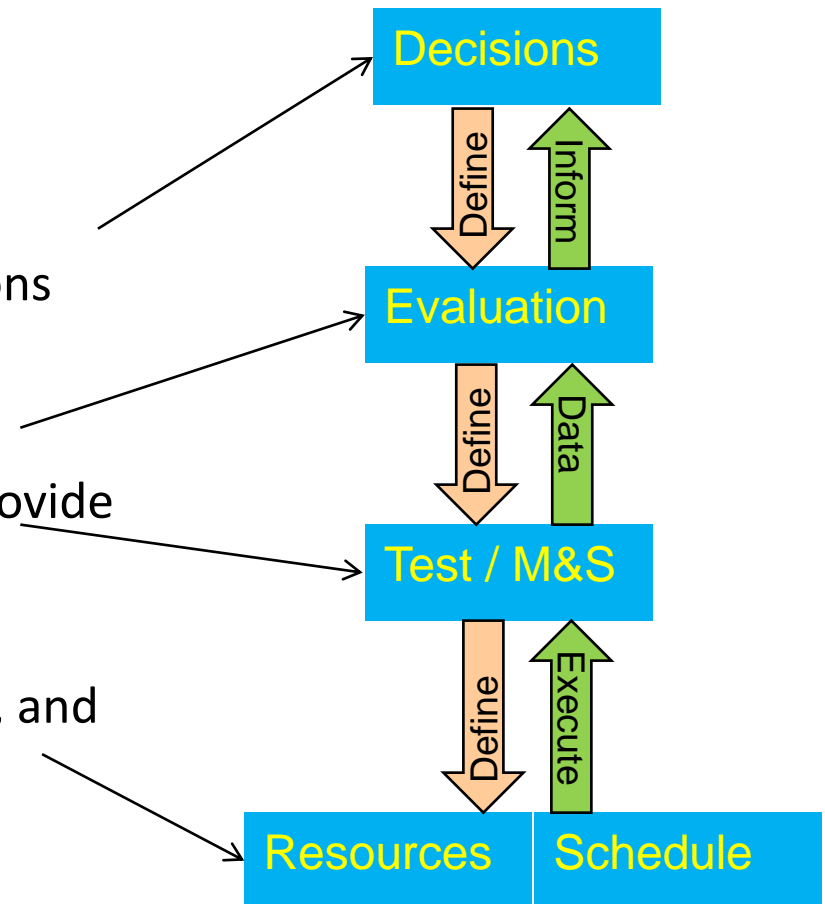 Decisions
Define
Inform
ons
Evaluation
Define
Data
ovide
Test / M&S
Define
Execute
, and
Resources
Schedule